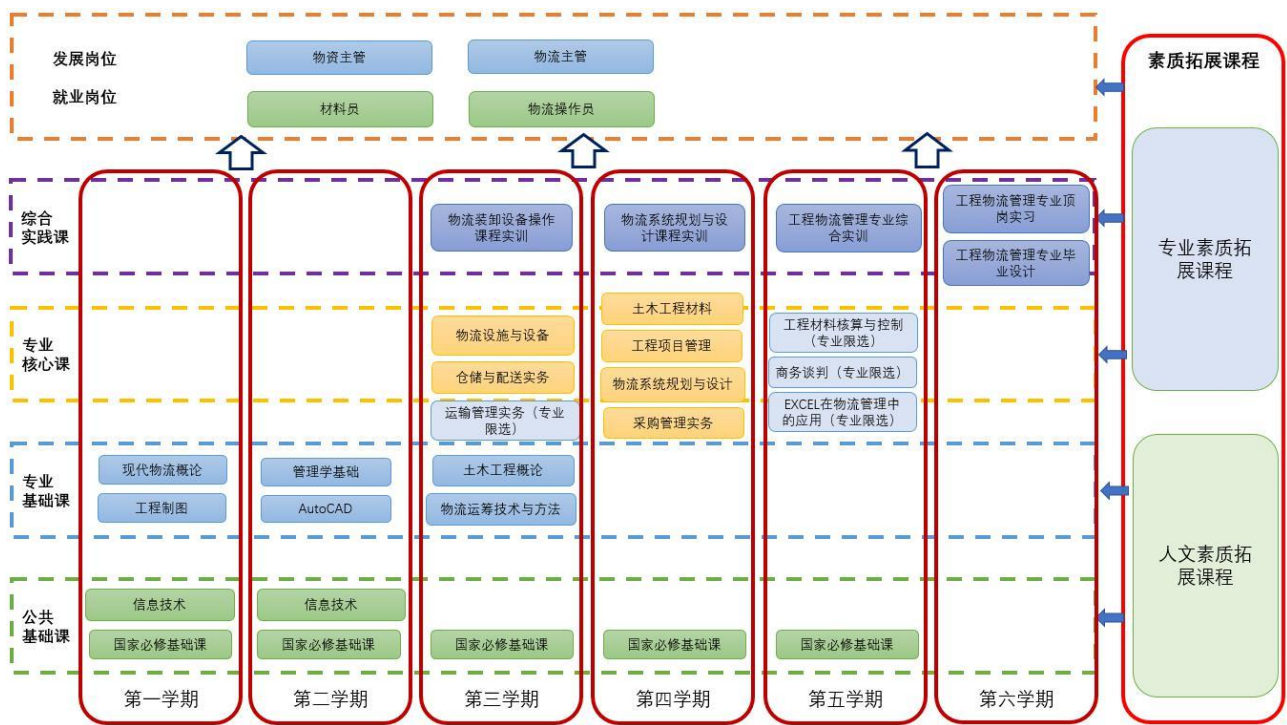 发展岗位
物资主管
物流主管
就业岗位
材料员
物流操作员
素质拓展课程
专业素质拓
展课程
人文素质拓
展课程
综合
实践课
物流装卸设备操作
课程实训
物流系统规划与设
计课程实训
工程物流管理专业综
合实训
工程物流管理专业顶
岗实习
工程物流管理专业毕
业设计
专业
核心课
物流设施与设备
仓储与配送实务
运输管理实务（专业
限选）
土木工程材料
工程项目管理
物流系统规划与设计
采购管理实务
工程材料核算与控制
（专业限选）
商务谈判（专业限选）
EXCEL在物流管理中
的应用（专业限选）
专业
基础课
现代物流概论
工程制图
管理学基础
AutoCAD
土木工程概论
物流运筹技术与方法
公共
基础课
信息技术
国家必修基础课
信息技术
国家必修基础课
国家必修基础课
国家必修基础课
国家必修基础课
第一学期
第二学期
第三学期
第四学期
第五学期
第六学期